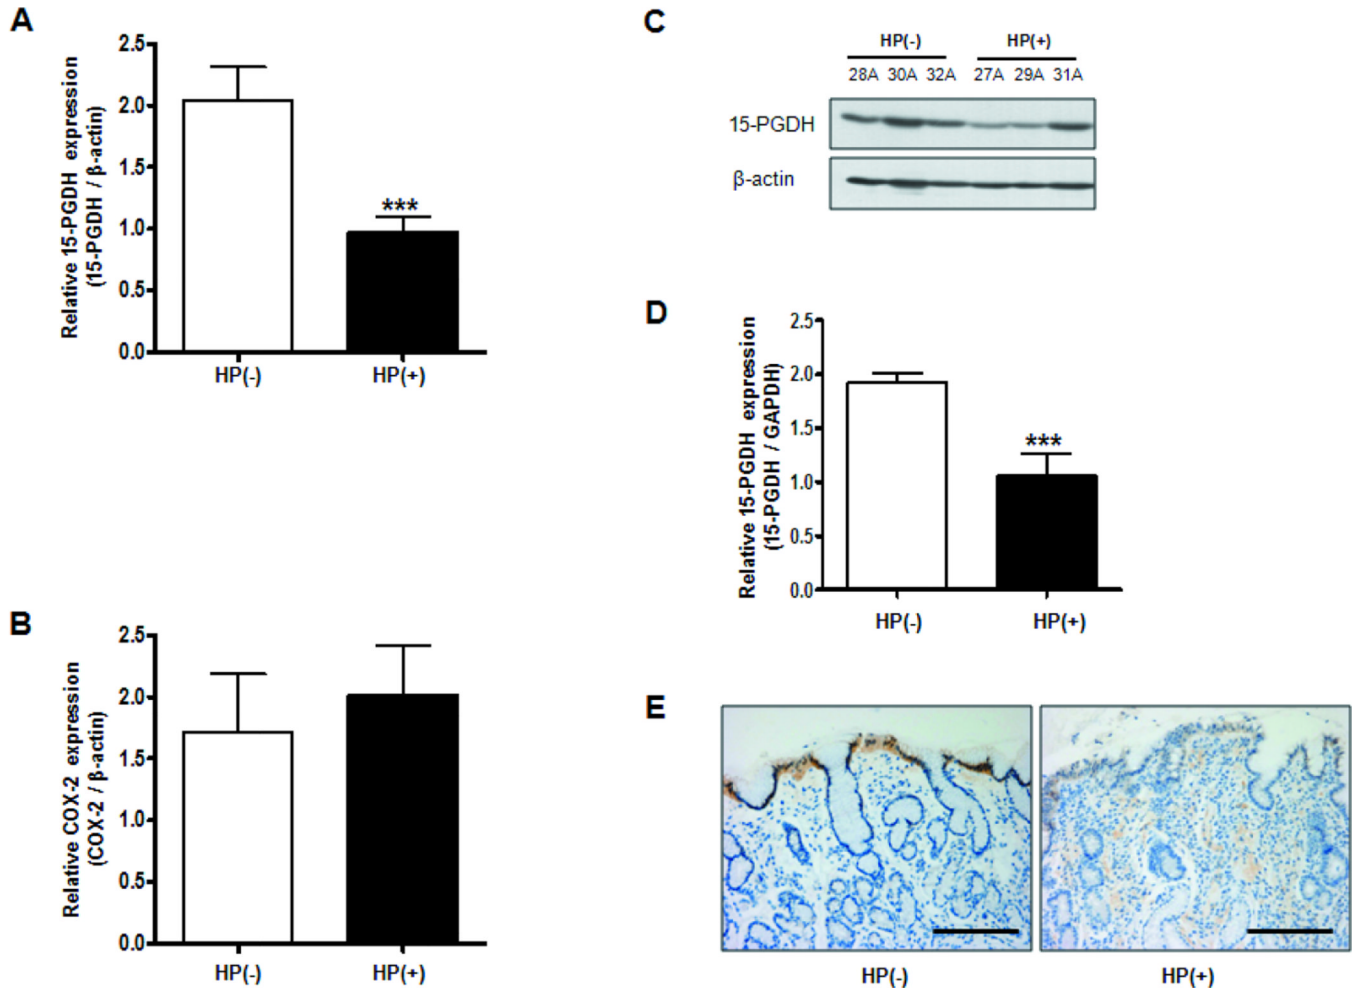 A
Relative 15-PGDH expression
(15-PGDH / β-actin)
2.5
2.0
1.5
1.0
0.5
0.0
***
HP(-)
HP(+)
B
Relative COX-2 expression
(COX-2 / β-actin)
2.5
2.0
1.5
1.0
0.5
0.0
HP(-)
HP(+)
C
HP(-)
HP(+)
28A 30A 32A 27A 29A 31A
15-PGDH
β-actin
D
Relative 15-PGDH expression
(15-PGDH / GAPDH)
2.5
2.0
1.5
1.0
0.5
0.0
***
HP(-)
HP(+)
E
HP(-)
HP(+)